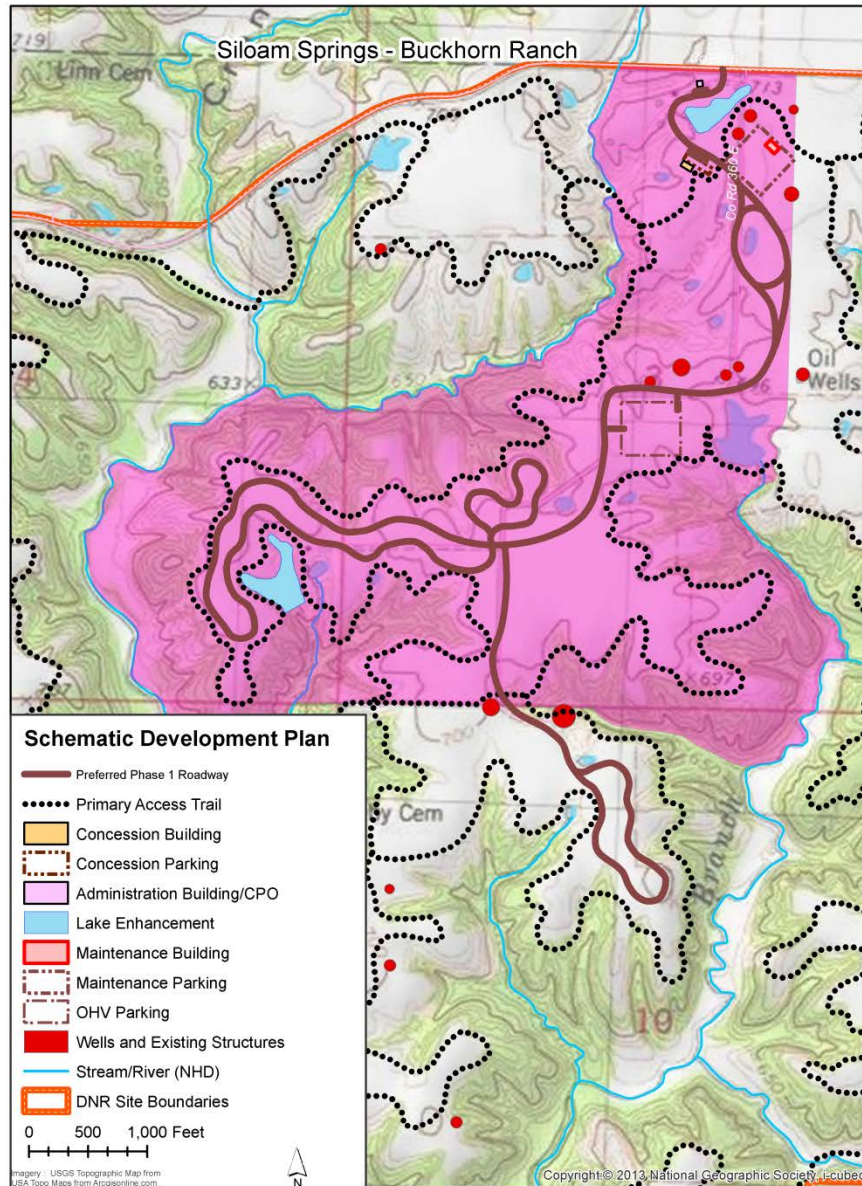 719
Siloam Springs - Buckhorn Ranch
Linn Cem
713
Co Rd 360 E
Oil
Wells
4
633
650
696
697
700
by Cem
Branch
10
Schematic Development Plan
Preferred Phase 1 Roadway
Primary Access Trail
Concession Building
Concession Parking
Administration Building/CPO
Lake Enhancement
Maintenance Building
Maintenance Parking
OHV Parking
Wells and Existing Structures
Stream/River (NHD)
DNR Site Boundaries
0 500 1,000 Feet
Imagery : USGS Topographic Map from
USA Topo Maps from Arcgisonline.com
N
Copyright:© 2013 National Geographic Society, i-cubed